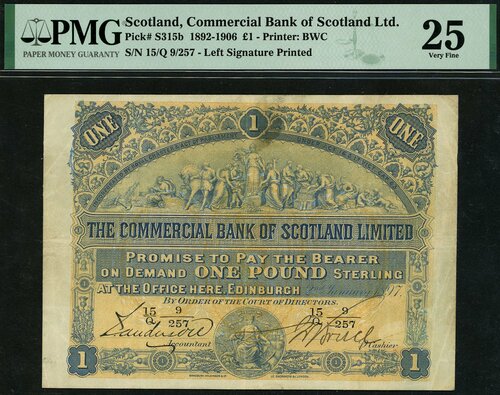 PMG
PAPER MONEY GUARANTY
Scotland, Commercial Bank of Scotland Ltd.
Pick# S315b 1892-1906 £1 - Printer: BWC
S/N 15/Q 9/257 - Left Signature Printed
25
Very Fine
ONE
1
ONE
THE COMMERCIAL BANK OF SCOTLAND LIMITED
PROMISE TO PAY THE BEARER
ON DEMAND ONE POUND STERLING
AT THE OFFICE HERE, EDINBURGH 2nd January 1897.
BY ORDER OF THE COURT OF DIRECTORS.
15/Q 9/257
15/Q 9/257
Accountant
Cashier
1
1